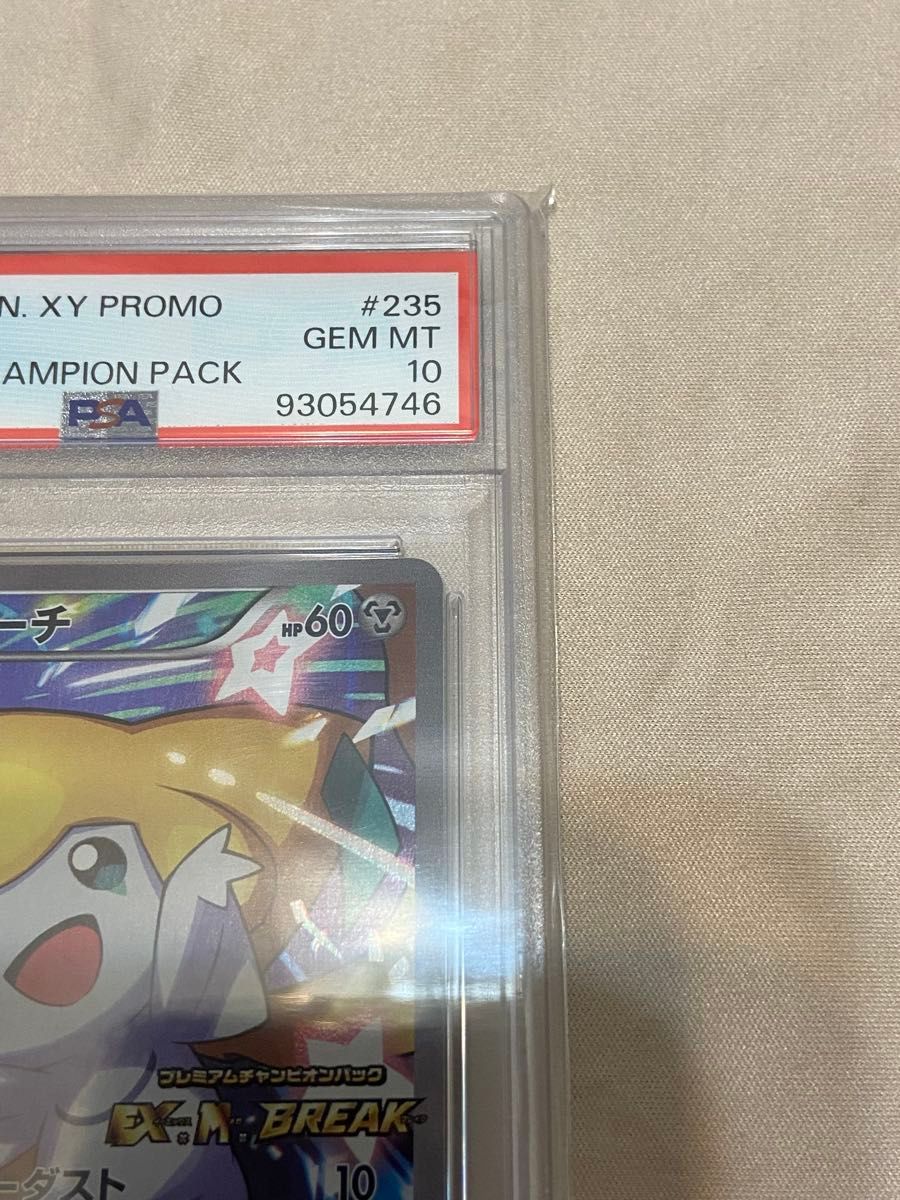 N. XY PROMO #235
GEM MT
AMPION PACK 10
PSA 93054746
ーチ HP60
プレミアムチャンピオンパック
EX × M × BREAK
ーダスト 10